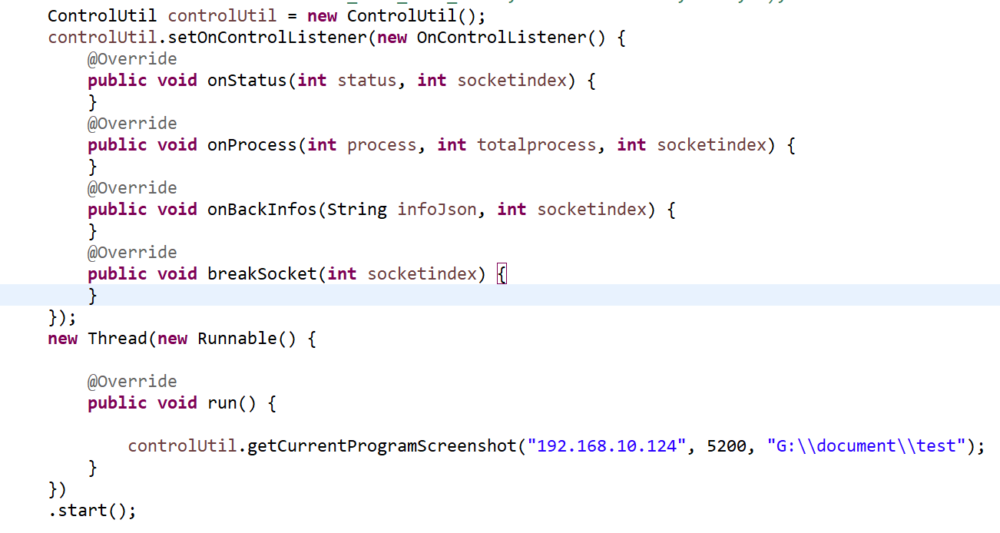 ControlUtil controlUtil = new ControlUtil();
controlUtil.setOnControlListener(new OnControlListener() {
@Override
public void onStatus(int status, int socketindex) {
}
@Override
public void onProcess(int process, int totalprocess, int socketindex) {
}
@Override
public void onBackInfos(String infoJson, int socketindex) {
}
@Override
public void breakSocket(int socketindex) {
}
});
new Thread(new Runnable() {
@Override
public void run() {
controlUtil.getCurrentProgramScreenshot("192.168.10.124", 5200, "G:\\document\\test");
}
})
.start();